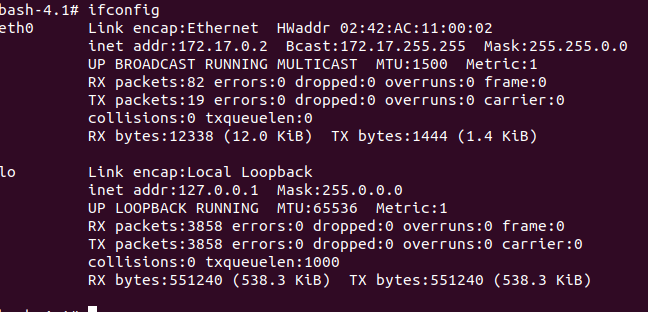 bash-4.1# ifconfig
eth0 Link encap:Ethernet HWaddr 02:42:AC:11:00:02
inet addr:172.17.0.2 Bcast:172.17.255.255 Mask:255.255.0.0
UP BROADCAST RUNNING MULTICAST MTU:1500 Metric:1
RX packets:82 errors:0 dropped:0 overruns:0 frame:0
TX packets:19 errors:0 dropped:0 overruns:0 carrier:0
collisions:0 txqueuelen:0
RX bytes:12338 (12.0 KiB) TX bytes:1444 (1.4 KiB)
lo Link encap:Local Loopback
inet addr:127.0.0.1 Mask:255.0.0.0
UP LOOPBACK RUNNING MTU:65536 Metric:1
RX packets:3858 errors:0 dropped:0 overruns:0 frame:0
TX packets:3858 errors:0 dropped:0 overruns:0 carrier:0
collisions:0 txqueuelen:1000
RX bytes:551240 (538.3 KiB) TX bytes:551240 (538.3 KiB)
bash-4.1#